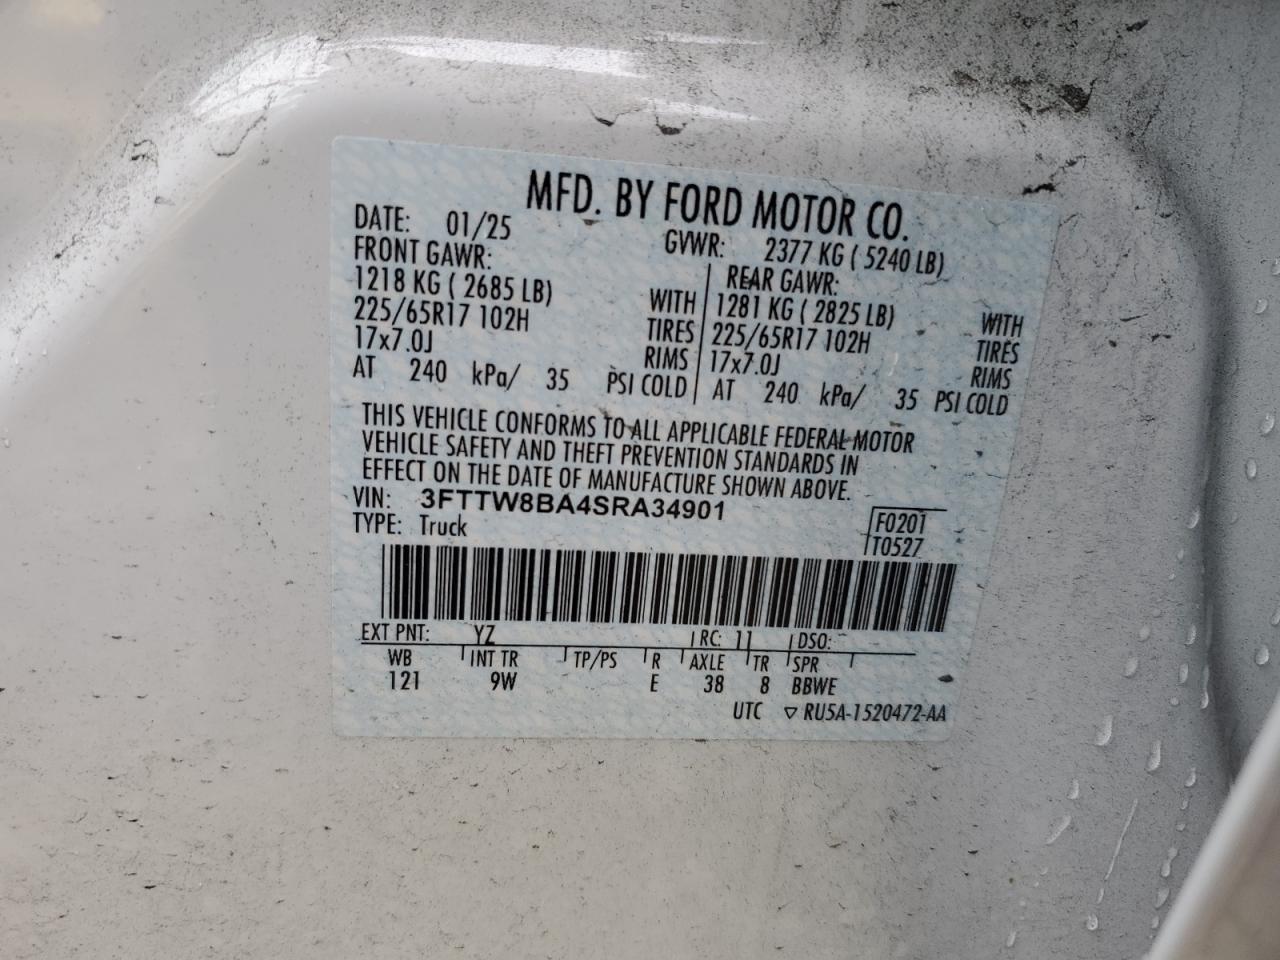 MFD. BY FORD MOTOR CO.
DATE: 01/25 GVWR: 2377 KG ( 5240 LB)
FRONT GAWR: REAR GAWR:
1218 KG ( 2685 LB) WITH 1281 KG ( 2825 LB) WITH
225/65R17 102H TIRES 225/65R17 102H TIRES
17x7.0J RIMS 17x7.0J RIMS
AT 240 kPa/ 35 PSI COLD AT 240 kPa/ 35 PSI COLD
THIS VEHICLE CONFORMS TO ALL APPLICABLE FEDERAL MOTOR
VEHICLE SAFETY AND THEFT PREVENTION STANDARDS IN
EFFECT ON THE DATE OF MANUFACTURE SHOWN ABOVE.
VIN: 3FTTW8BA4SRA34901 F0201
TYPE: Truck T0527
EXT PNT: YZ RC: 11 DSO:
WB INT TR TP/PS R AXLE TR SPR
121 9W E 38 8 BBWE
UTC ▽ RU5A-1520472-AA